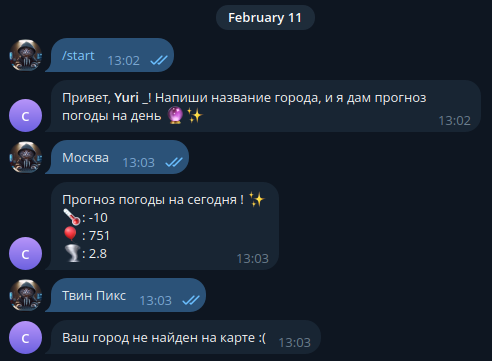 February 11
/start 13:02
Привет, Yuri _! Напиши название города, и я дам прогноз
погоды на день 🔮✨ 13:02
Москва 13:03
Прогноз погоды на сегодня ! ✨
🌡️: -10
🎈: 751
🌪️: 2.8
13:03
Твин Пикс 13:03
Ваш город не найден на карте :( 13:03
С
С
С